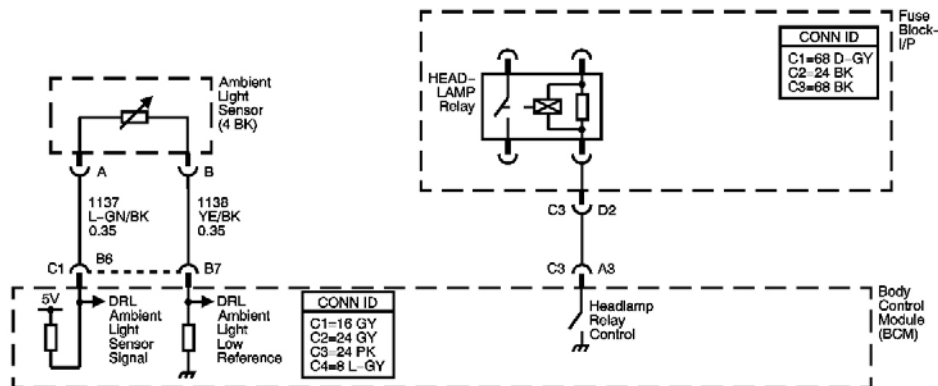 Fuse
Block-
I/P
CONN ID
C1=68 D-GY
C2=24 BK
C3=68 BK
HEAD-
LAMP
Relay
Ambient
Light
Sensor
(4 BK)
A
B
1137
L-GN/BK
0.35
1138
YE/BK
0.35
C3
D2
C1
B6
B7
C3
A3
5V
DRL
Ambient
Light
Sensor
Signal
DRL
Ambient
Light
Low
Reference
CONN ID
C1=16 GY
C2=24 GY
C3=24 PK
C4=8 L-GY
Headlamp
Relay
Control
Body
Control
Module
(BCM)